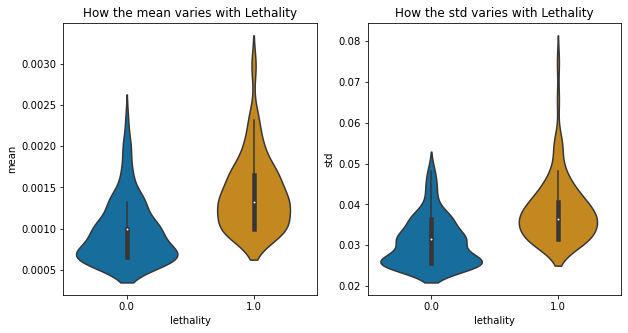 How the mean varies with Lethality
mean
0.0030
0.0025
0.0020
0.0015
0.0010
0.0005
0.0
1.0
lethality
How the std varies with Lethality
std
0.08
0.07
0.06
0.05
0.04
0.03
0.02
0.0
1.0
lethality